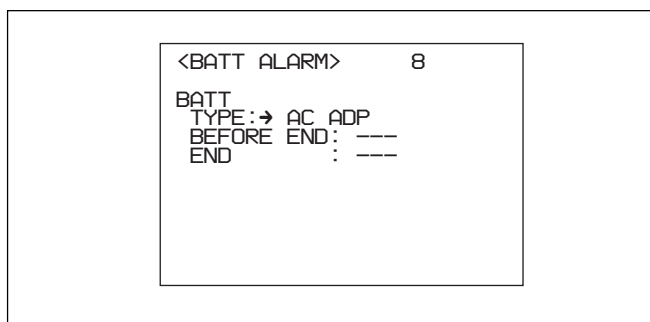 <BATT ALARM> 8
BATT
TYPE:→ AC ADP
BEFORE END: ---
END : ---